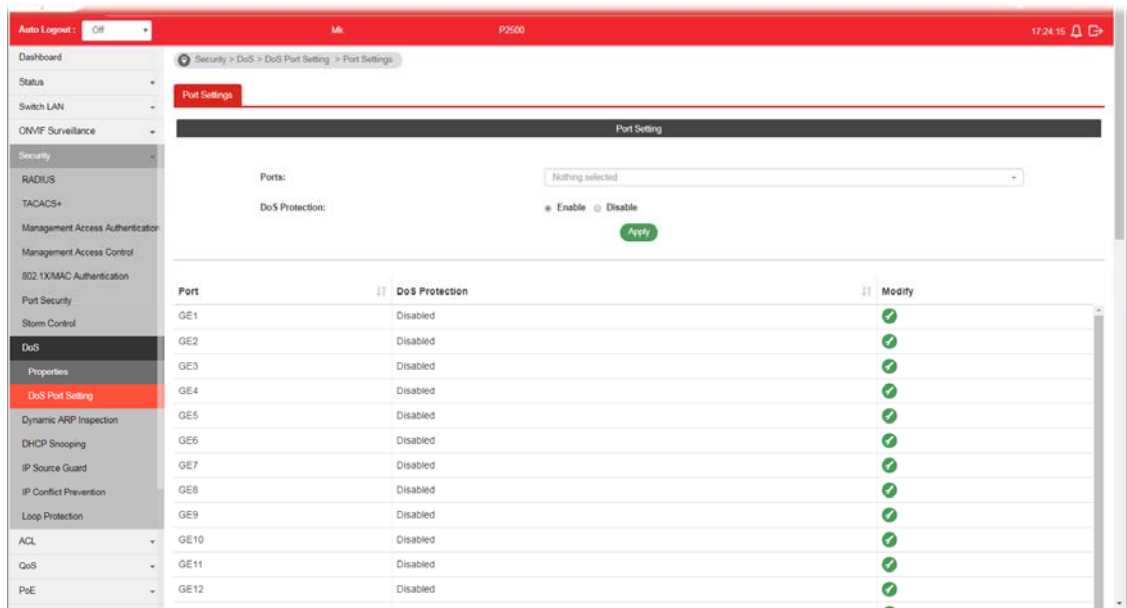 Auto Logout : Off Mk P2500 17:24:15
Dashboard
Status
Switch LAN
ONVIF Surveillance
Security
RADIUS
TACACS+
Management Access Authentication
Management Access Control
802.1X/MAC Authentication
Port Security
Storm Control
DoS
Properties
DoS Port Setting
Dynamic ARP Inspection
DHCP Snooping
IP Source Guard
IP Conflict Prevention
Loop Protection
ACL
QoS
PoE
Security > DoS > DoS Port Setting > Port Settings
Port Settings
Port Setting
Ports: Nothing selected
DoS Protection: Enable Disable
Apply
Port DoS Protection Modify
GE1 Disabled
GE2 Disabled
GE3 Disabled
GE4 Disabled
GE5 Disabled
GE6 Disabled
GE7 Disabled
GE8 Disabled
GE9 Disabled
GE10 Disabled
GE11 Disabled
GE12 Disabled